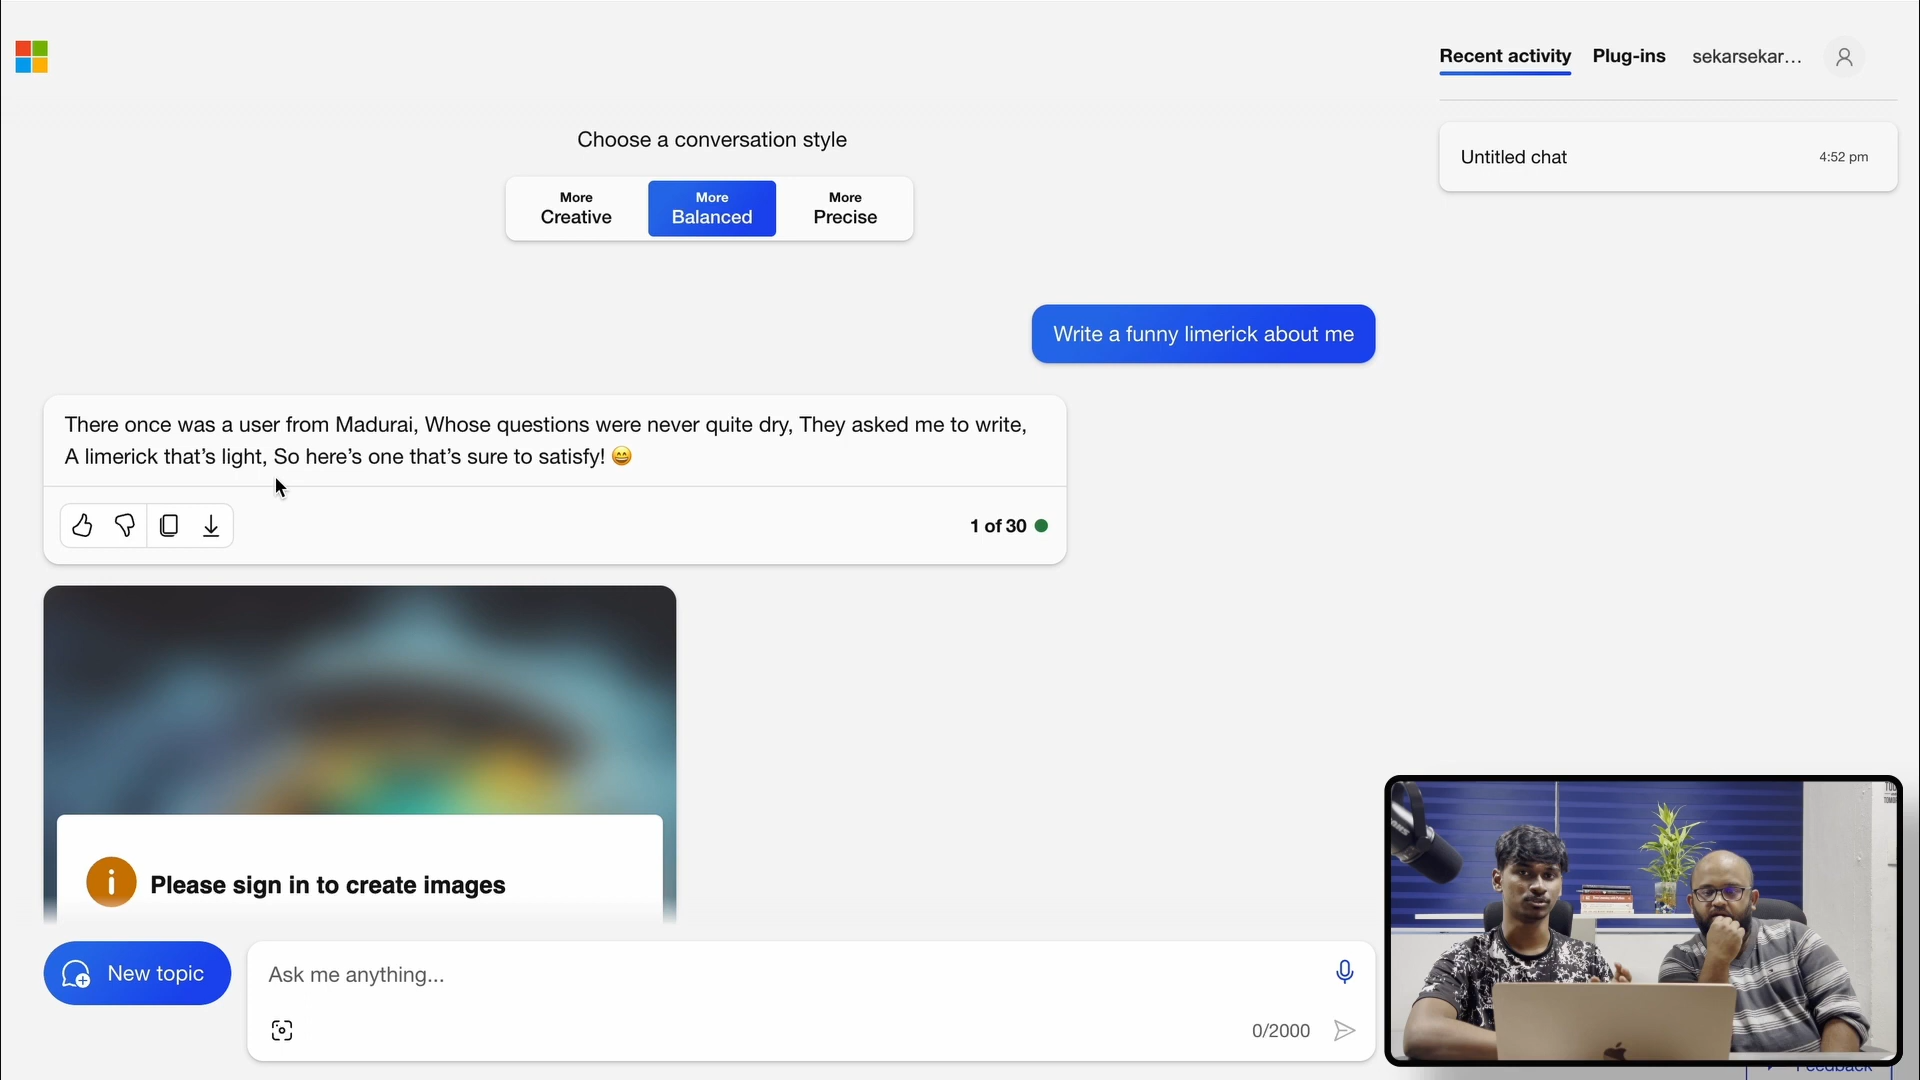 Recent activity
Plug-ins
sekarsekar...
Choose a conversation style
Untitled chat
4:52 pm
More
Creative
More
Balanced
More
Precise
Write a funny limerick about me
There once was a user from Madurai, Whose questions were never quite dry, They asked me to write,
A limerick that’s light, So here’s one that’s sure to satisfy! 😄
1 of 30
Please sign in to create images
New topic
Ask me anything...
0/2000
Feedback